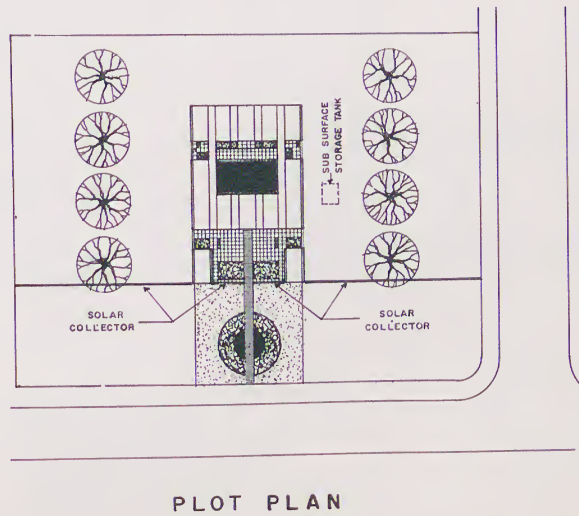 SUB SURFACE
STORAGE TANK
SOLAR
COLLECTOR
SOLAR
COLLECTOR
PLOT PLAN